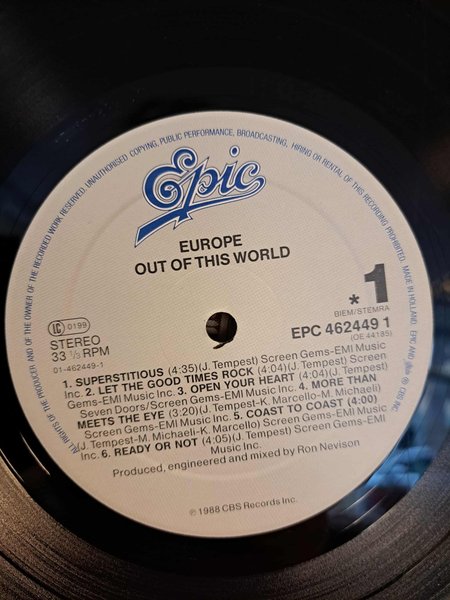 ALL RIGHTS OF THE PRODUCER AND OF THE OWNER OF THE RECORDED WORK RESERVED. UNAUTHORISED COPYING, PUBLIC PERFORMANCE, BROADCASTING, HIRING OR RENTAL OF THIS RECORDING PROHIBITED. MADE IN HOLLAND. EPIC AND
Epic
EUROPE
OUT OF THIS WORLD
*1
BIEM/STEMRA
LC 0199
STEREO
33 1/3 RPM
01-462449-1
EPC 462449 1
(OE 44185)
1. SUPERSTITIOUS (4:35)(J. Tempest) Screen Gems-EMI Music
Inc. 2. LET THE GOOD TIMES ROCK (4:04)(J. Tempest) Screen
Gems-EMI Music Inc. 3. OPEN YOUR HEART (4:04)(J. Tempest)
Seven Doors/Screen Gems-EMI Music Inc. 4. MORE THAN
MEETS THE EYE (3:20)(J. Tempest-K. Marcello-M. Michaeli)
Screen Gems-EMI Music Inc. 5. COAST TO COAST (4:00)
(J. Tempest-M. Michaeli-K. Marcello) Screen Gems-EMI Music
Inc. 6. READY OR NOT (4:05)(J. Tempest) Screen Gems-EMI
Music Inc.
Produced, engineered and mixed by Ron Nevison
℗1988 CBS Records Inc.